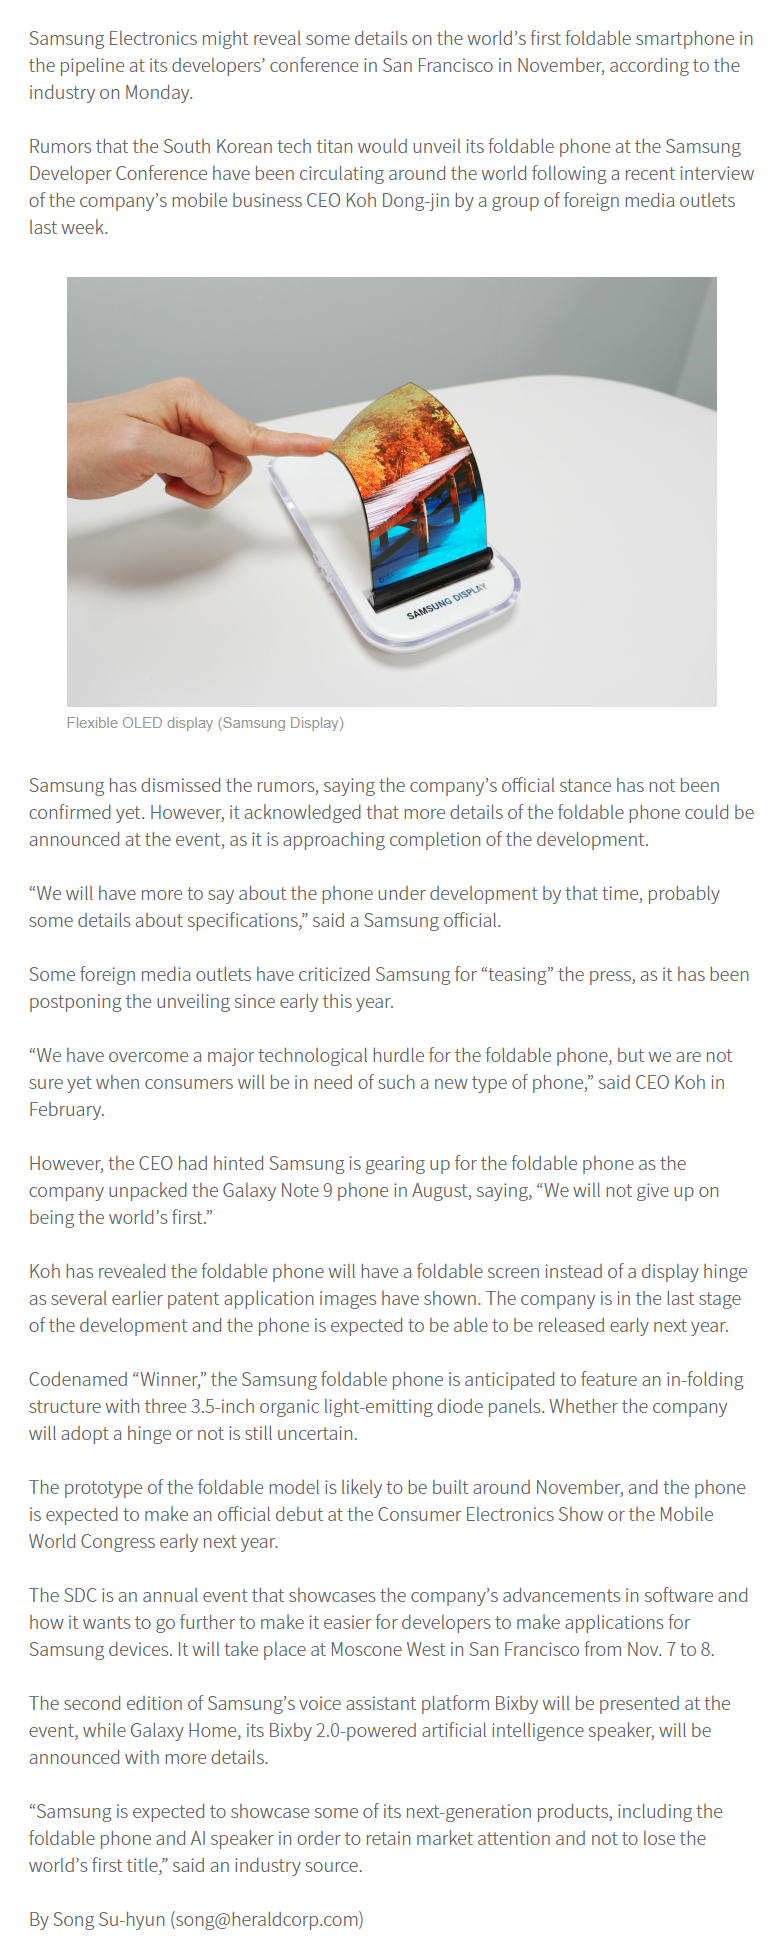 Samsung Electronics might reveal some details on the world’s first foldable smartphone in
the pipeline at its developers’ conference in San Francisco in November, according to the
industry on Monday.
Rumors that the South Korean tech titan would unveil its foldable phone at the Samsung
Developer Conference have been circulating around the world following a recent interview
of the company’s mobile business CEO Koh Dong-jin by a group of foreign media outlets
last week.
SAMSUNG DISPLAY
Flexible OLED display (Samsung Display)
Samsung has dismissed the rumors, saying the company’s official stance has not been
confirmed yet. However, it acknowledged that more details of the foldable phone could be
announced at the event, as it is approaching completion of the development.
“We will have more to say about the phone under development by that time, probably
some details about specifications,” said a Samsung official.
Some foreign media outlets have criticized Samsung for “teasing” the press, as it has been
postponing the unveiling since early this year.
“We have overcome a major technological hurdle for the foldable phone, but we are not
sure yet when consumers will be in need of such a new type of phone,” said CEO Koh in
February.
However, the CEO had hinted Samsung is gearing up for the foldable phone as the
company unpacked the Galaxy Note 9 phone in August, saying, “We will not give up on
being the world’s first.”
Koh has revealed the foldable phone will have a foldable screen instead of a display hinge
as several earlier patent application images have shown. The company is in the last stage
of the development and the phone is expected to be able to be released early next year.
Codenamed “Winner,” the Samsung foldable phone is anticipated to feature an in-folding
structure with three 3.5-inch organic light-emitting diode panels. Whether the company
will adopt a hinge or not is still uncertain.
The prototype of the foldable model is likely to be built around November, and the phone
is expected to make an official debut at the Consumer Electronics Show or the Mobile
World Congress early next year.
The SDC is an annual event that showcases the company’s advancements in software and
how it wants to go further to make it easier for developers to make applications for
Samsung devices. It will take place at Moscone West in San Francisco from Nov. 7 to 8.
The second edition of Samsung’s voice assistant platform Bixby will be presented at the
event, while Galaxy Home, its Bixby 2.0-powered artificial intelligence speaker, will be
announced with more details.
“Samsung is expected to showcase some of its next-generation products, including the
foldable phone and AI speaker in order to retain market attention and not to lose the
world’s first title,” said an industry source.
By Song Su-hyun (song@heraldcorp.com)